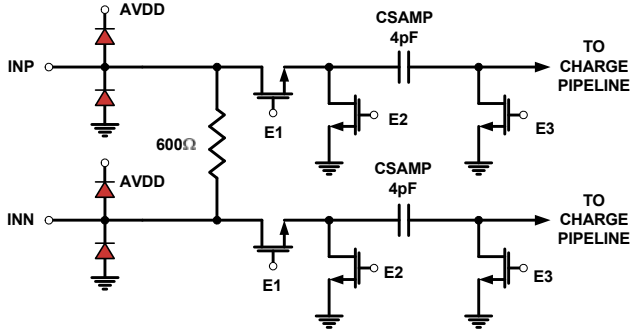 AVDD
INP
CSAMP
4pF
TO
CHARGE
PIPELINE
E1
E2
E3
600Ω
AVDD
INN
CSAMP
4pF
TO
CHARGE
PIPELINE
E1
E2
E3